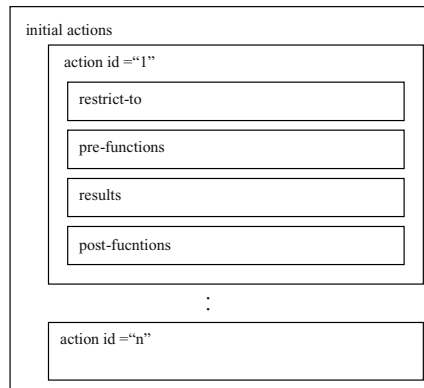 initial actions
action id =“1”
restrict-to
pre-functions
results
post-fucntions
:
action id =“n”